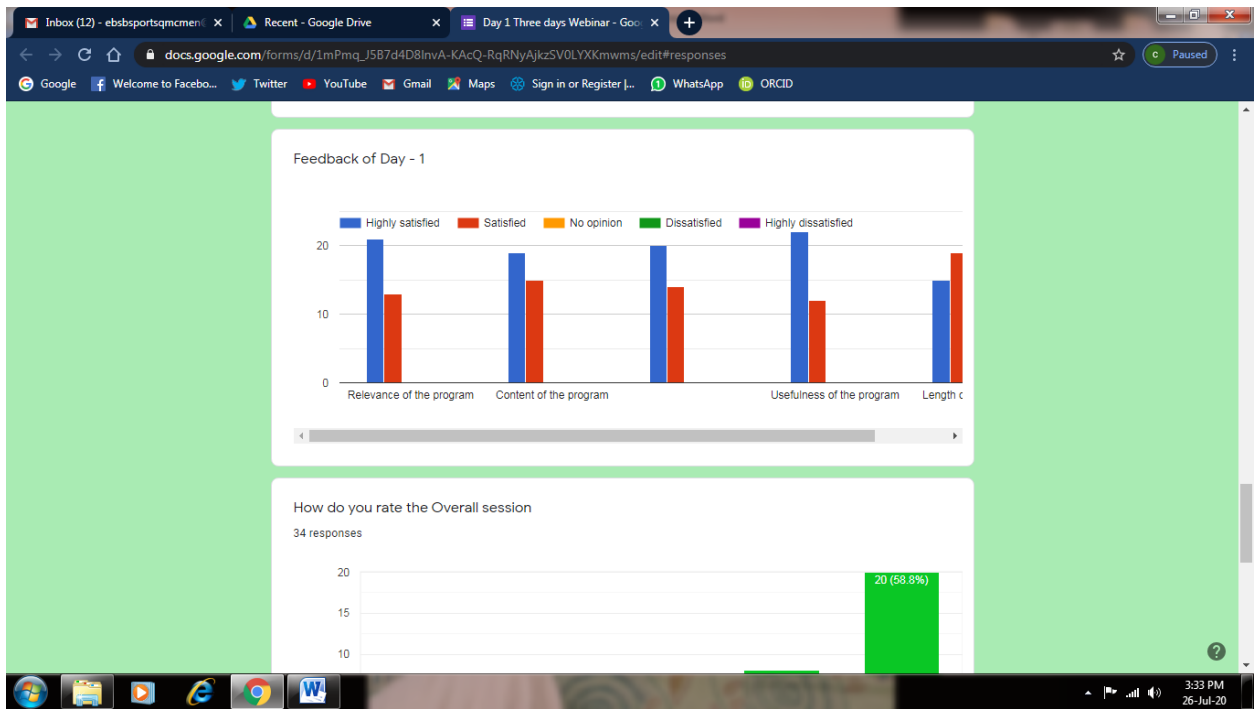 Inbox (12) - ebsbsportsqmcmen
Recent - Google Drive
Day 1 Three days Webinar - Goo
docs.google.com/forms/d/1mPmq_J5B7d4D8InvA-KAcQ-RqRNyAjkzSV0LYXKmwms/edit#responses
C Paused
Google Welcome to Facebo... Twitter YouTube Gmail Maps Sign in or Register |... WhatsApp ORCID
Feedback of Day - 1
Highly satisfied Satisfied No opinion Dissatisfied Highly dissatisfied
20
10
0
Relevance of the program Content of the program Usefulness of the program Length
How do you rate the Overall session
34 responses
20
20 (58.8%)
15
10
3:33 PM
26-Jul-20